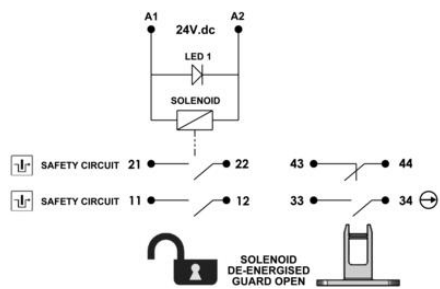 A1 A2
24V.dc
LED 1
SOLENOID
SAFETY CIRCUIT 21 22 43 44
SAFETY CIRCUIT 11 12 33 34
SOLENOID
DE-ENERGISED
GUARD OPEN